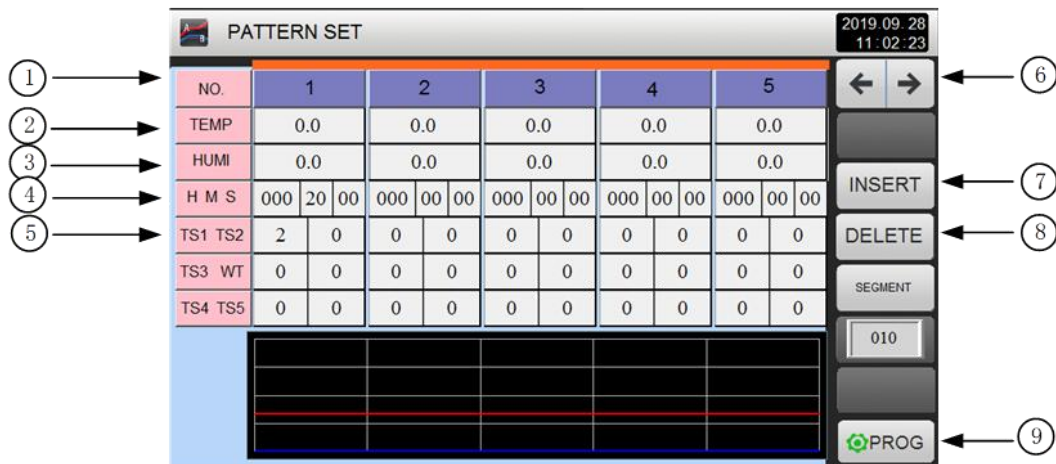 PATTERN SET
2019.09.28
11:02:23
① NO. 1 2 3 4 5 ← → ⑥
② TEMP 0.0 0.0 0.0 0.0 0.0
③ HUMI 0.0 0.0 0.0 0.0 0.0 INSERT ⑦
④ H M S 000 20 00 000 00 00 000 00 00 000 00 00 000 00 00
⑤ TS1 TS2 2 0 0 0 0 0 0 0 0 0 DELETE ⑧
TS3 WT 0 0 0 0 0 0 0 0 0 0 SEGMENT
TS4 TS5 0 0 0 0 0 0 0 0 0 0 010
PROG ⑨